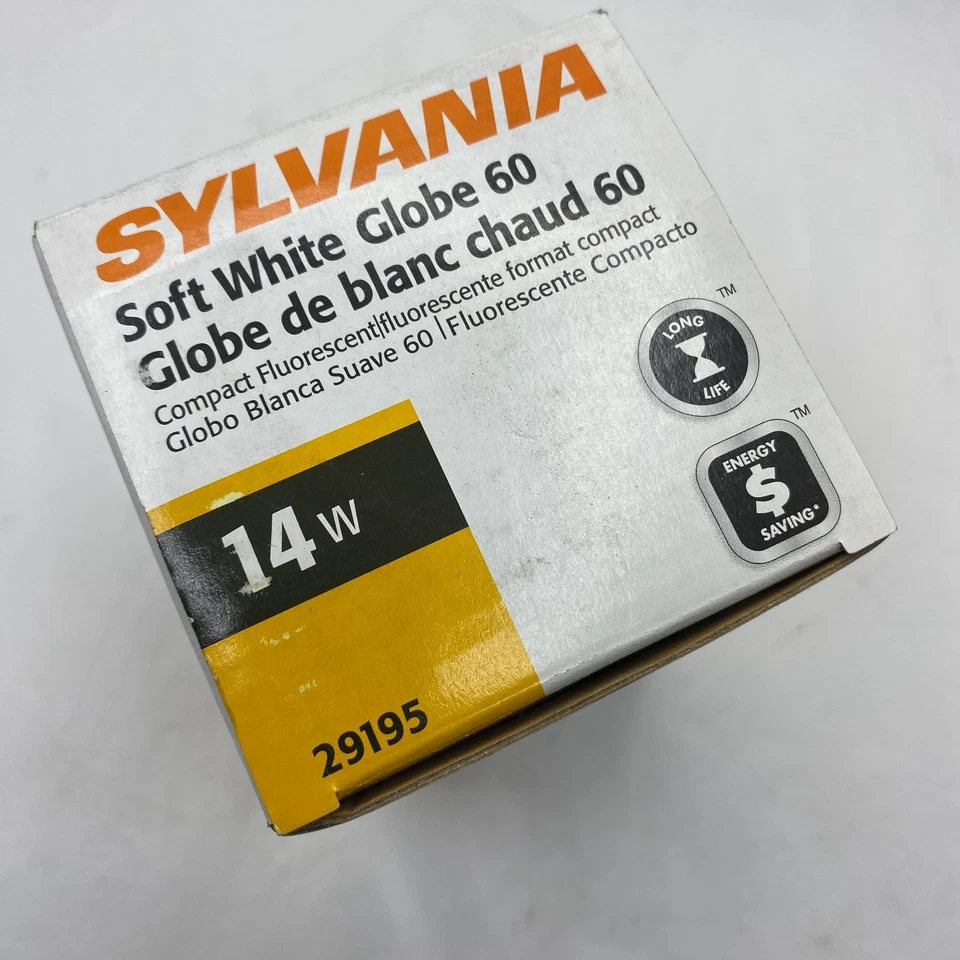 SYLVANIA
Soft White Globe 60
Globe de blanc chaud 60
Compact Fluorescent|fluorescente format compact
Globo Blanca Suave 60 | Fluorescente Compacto
LONG
LIFE
TM
ENERGY
$
SAVING*
TM
14 W
29195